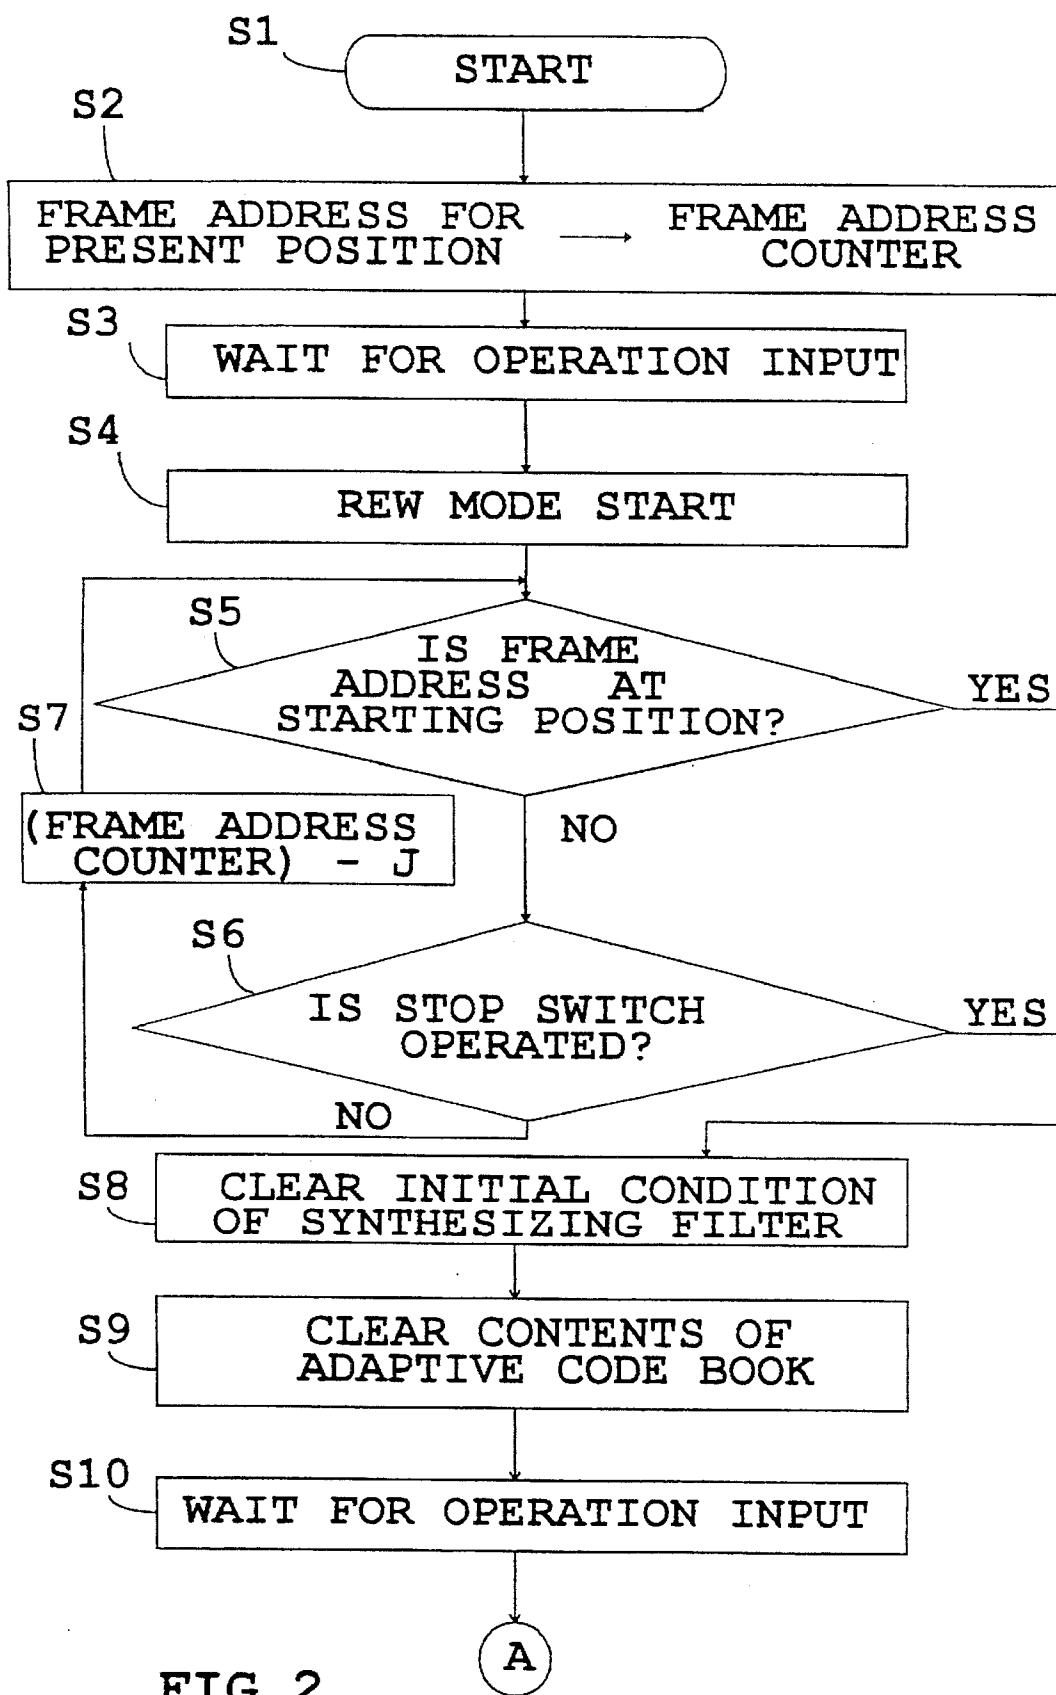 S1
START
S2
FRAME ADDRESS FOR
PRESENT POSITION
FRAME ADDRESS
COUNTER
S3
WAIT FOR OPERATION INPUT
S4
REW MODE START
S5
IS FRAME
ADDRESS AT
STARTING POSITION?
YES
S7
(FRAME ADDRESS
COUNTER) - J
NO
S6
IS STOP SWITCH
OPERATED?
YES
NO
S8
CLEAR INITIAL CONDITION
OF SYNTHESIZING FILTER
S9
CLEAR CONTENTS OF
ADAPTIVE CODE BOOK
S10
WAIT FOR OPERATION INPUT
A
FIG 2